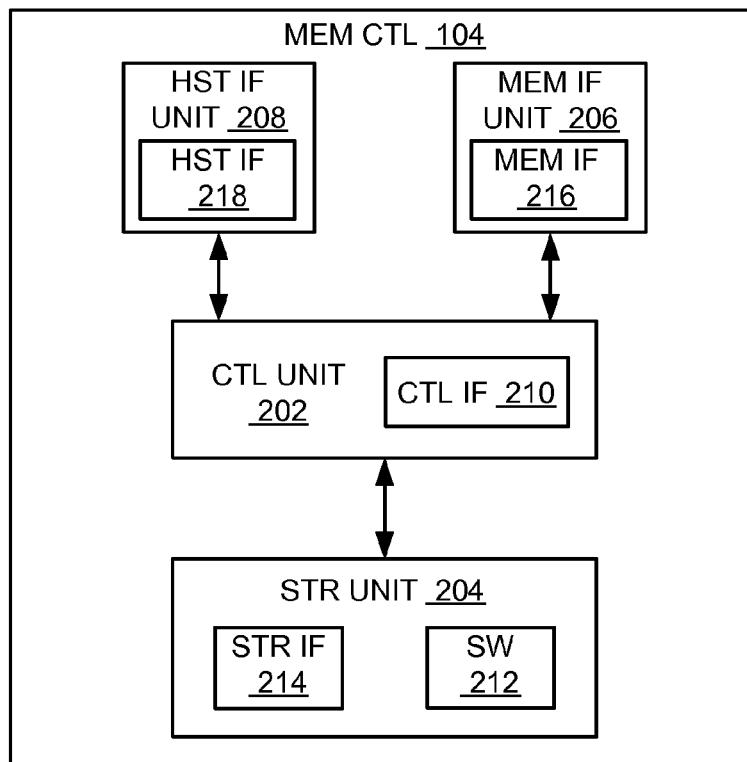 MEM CTL 104
HST IF
UNIT 208
HST IF
218
MEM IF
UNIT 206
MEM IF
216
CTL UNIT
202
CTL IF 210
STR UNIT 204
STR IF
214
SW
212